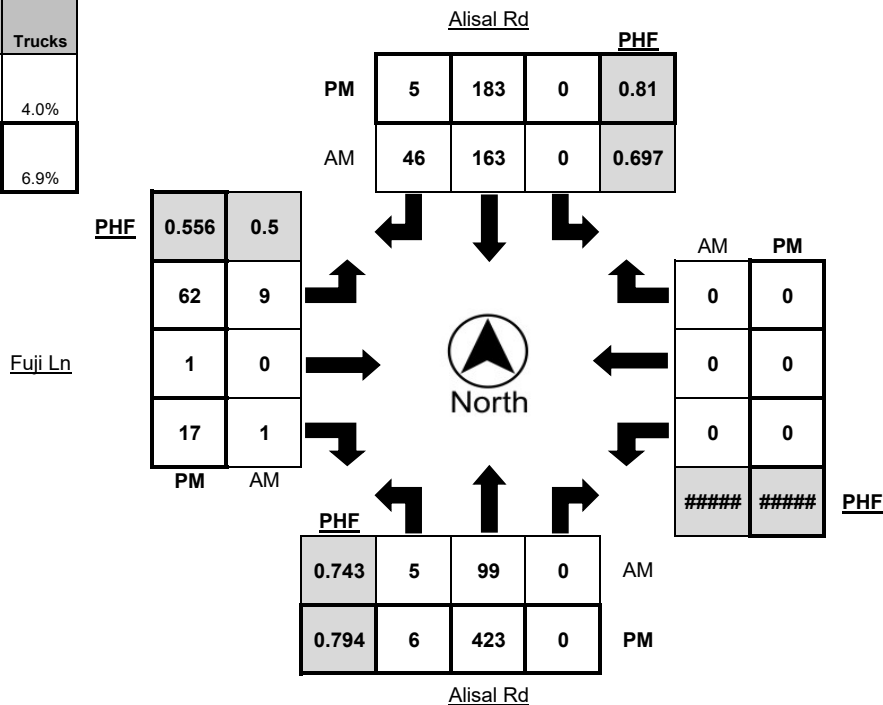 Alisal Rd
PHF
Trucks
PM 5 183 0 0.81
4.0%
AM 46 163 0 0.697
6.9%
PHF 0.556 0.5
AM PM
62 9
0 0
Fuji Ln
1 0
0 0
North
17 1
0 0
PM AM
##### ##### PHF
PHF
0.743 5 99 0 AM
0.794 6 423 0 PM
Alisal Rd